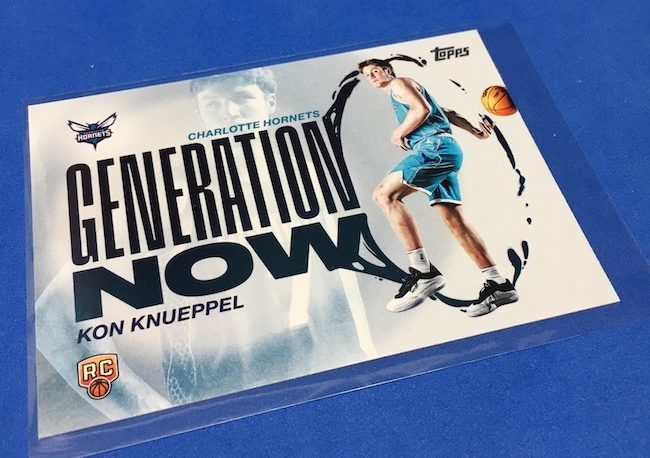 Topps
CHARLOTTE HORNETS
HORNETS
GENERATION
NOW
KON KNUEPPEL
RC